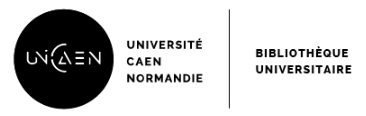 UNICAEN
UNIVERSITÉ
CAEN
NORMANDIE
BIBLIOTHÈQUE
UNIVERSITAIRE